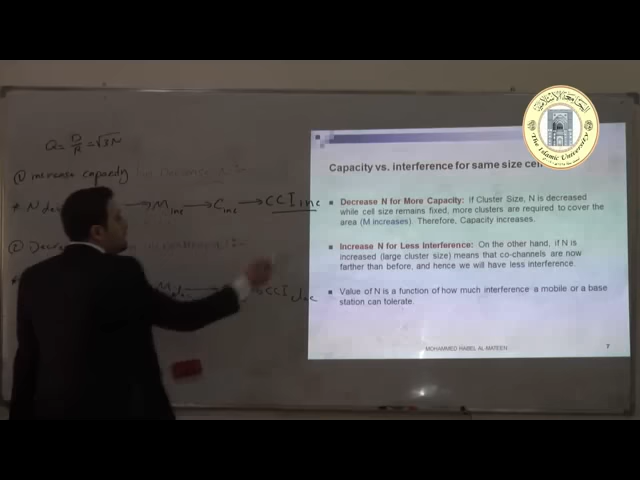 Q = D/R = √3N
① increase capacity
* N → M inc → C inc → CCI inc
②
→ CCI dec
Capacity vs. interference for same size cell
Decrease N for More Capacity: If Cluster Size, N is decreased
while cell size remains fixed, more clusters are required to cover the
area (M increases). Therefore, Capacity increases.
Increase N for Less Interference: On the other hand, if N is
increased (large cluster size) means that co-channels are now
farther than before, and hence we will have less interference.
Value of N is a function of how much interference a mobile or a base
station can tolerate.
MOHAMMED HABEL AL-MATEEN
7
الجامعة الإسلامية
The Islamic University